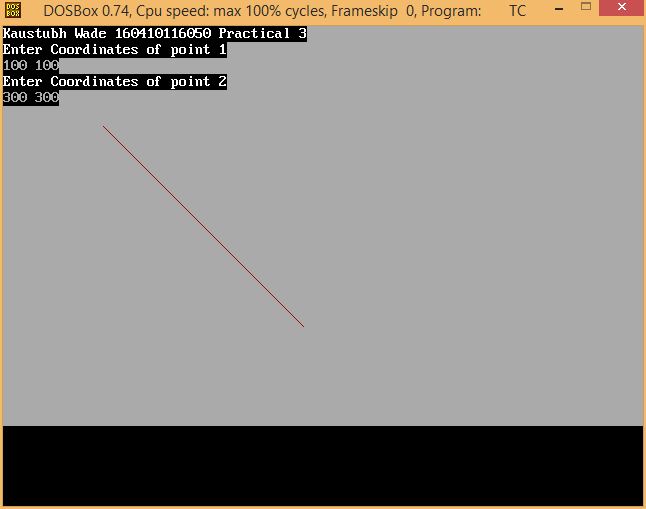 DOS BOX DOSBox 0.74, Cpu speed: max 100% cycles, Frameskip 0, Program: TC
Kaustubh Wade 160410116050 Practical 3
Enter Coordinates of point 1
100 100
Enter Coordinates of point 2
300 300